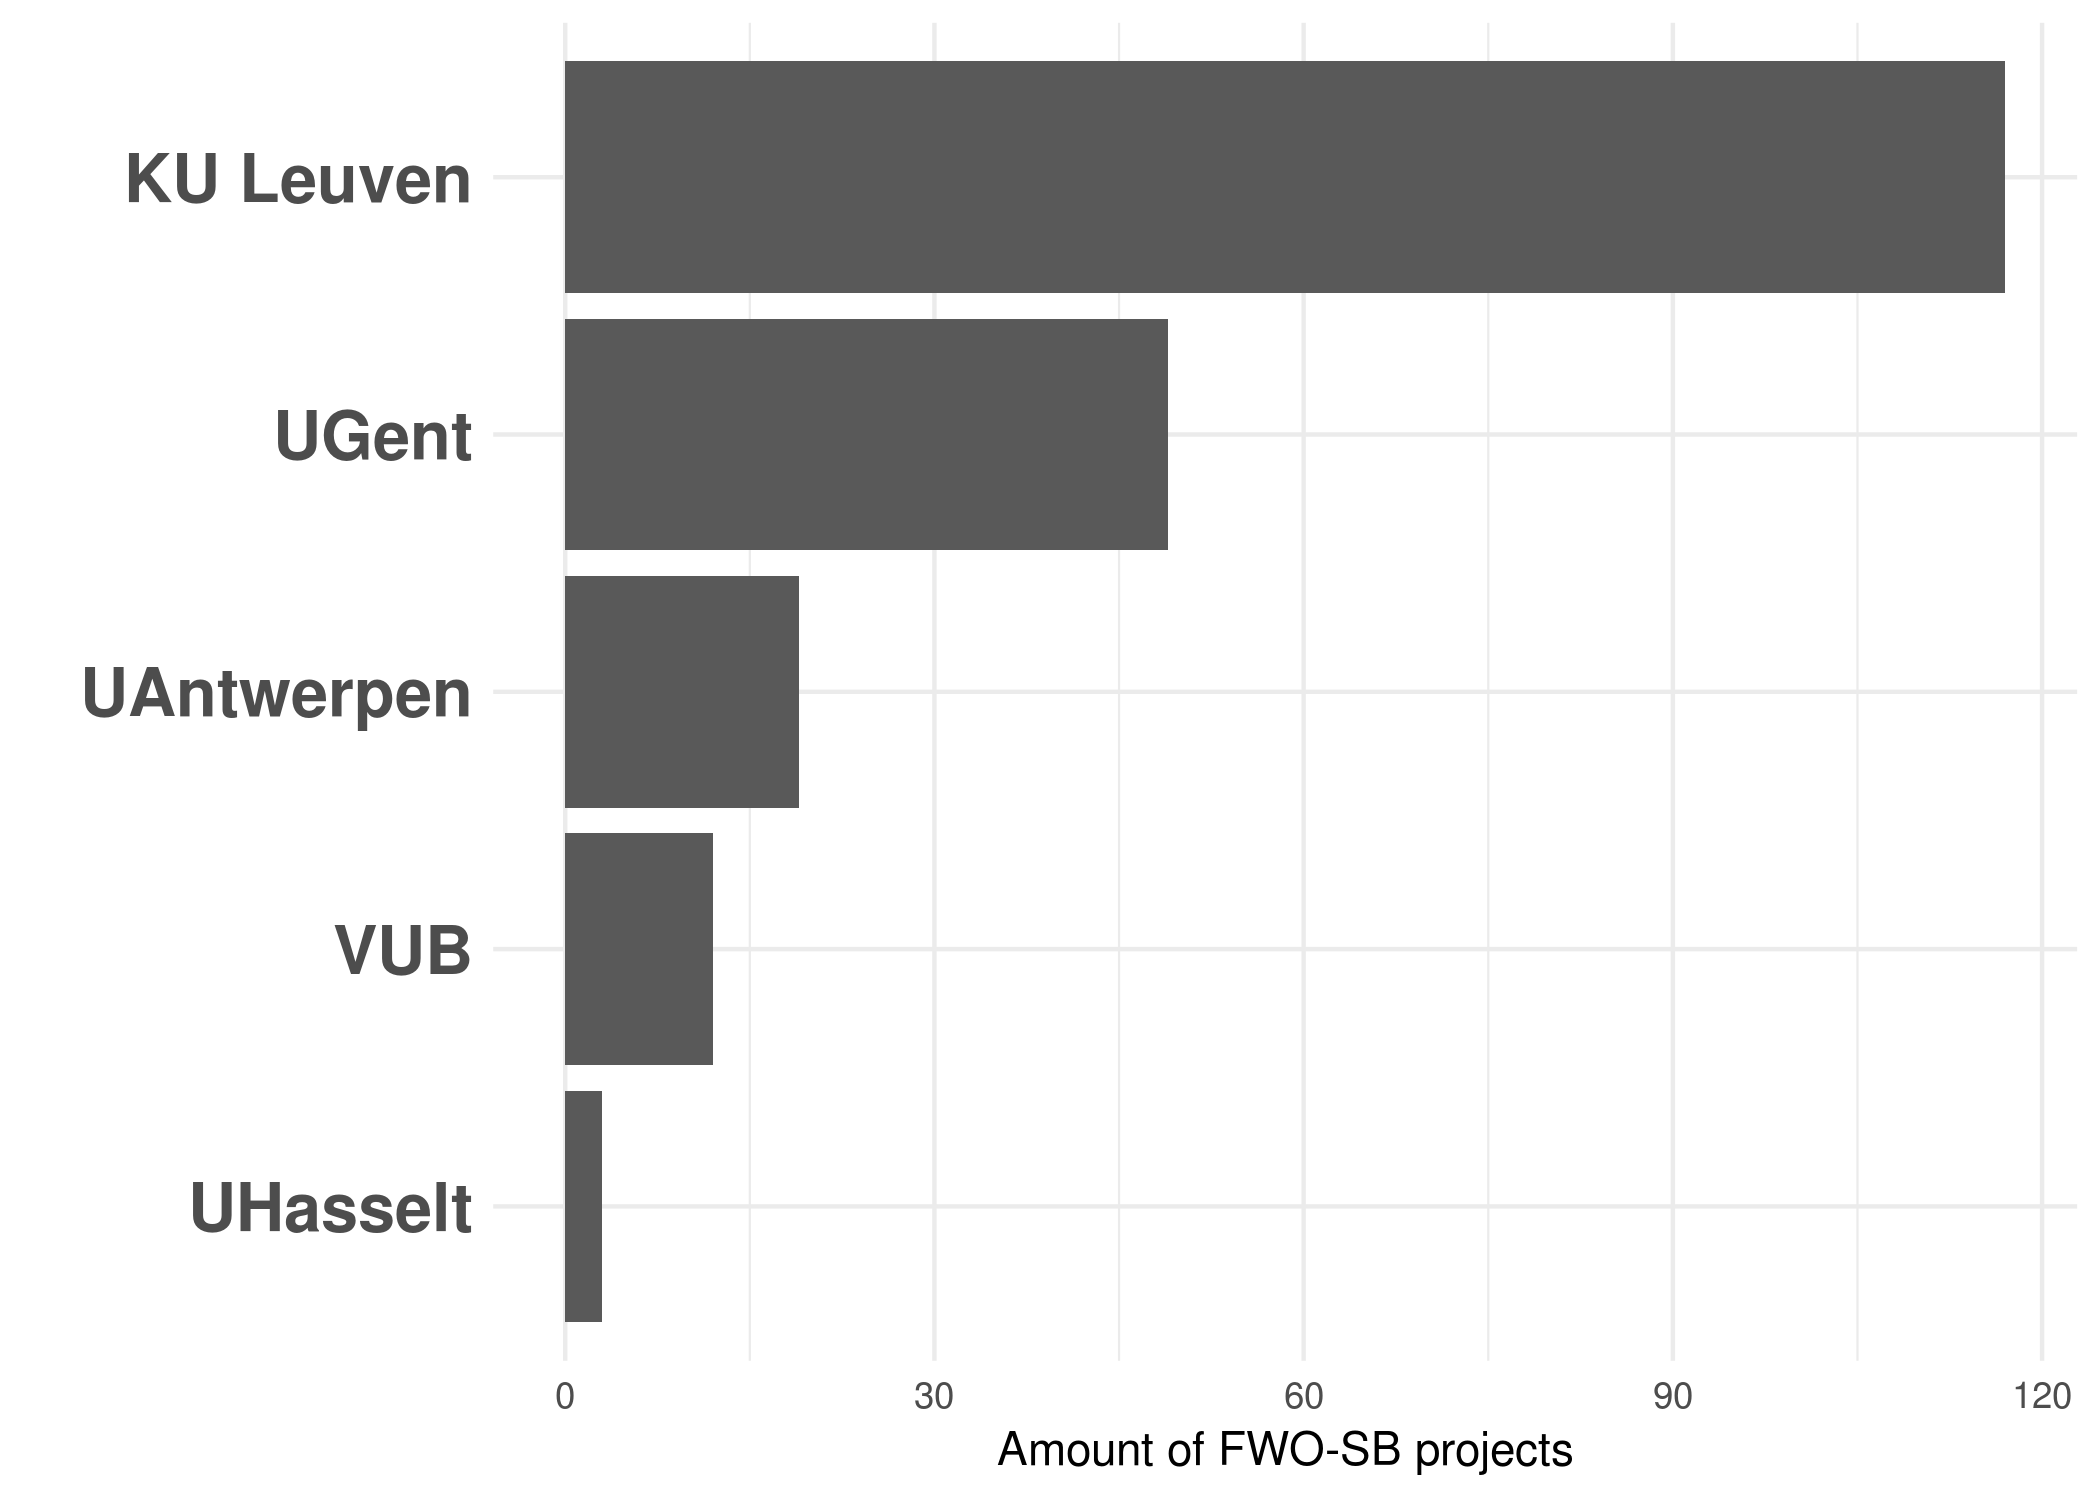 KU Leuven
UGent
UAntwerpen
VUB
UHasselt
0 30 60 90 120
Amount of FWO-SB projects